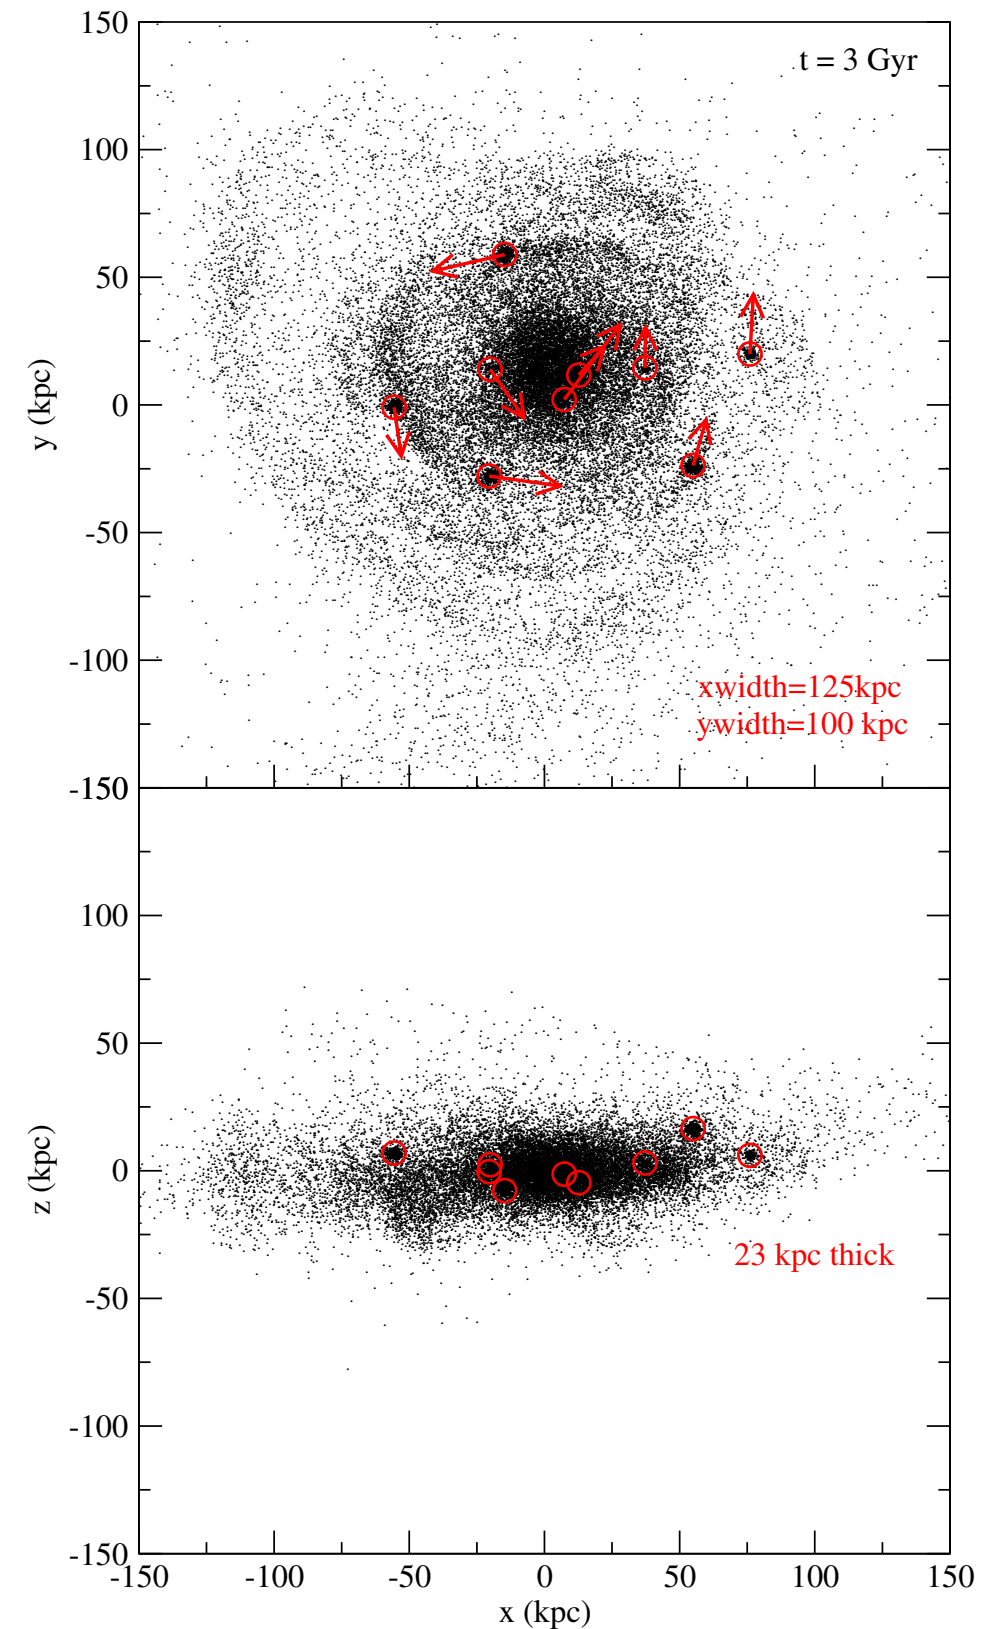 150
t = 3 Gyr
100
50
0
-50
-100
-150
y (kpc)
xwidth=125kpc
ywidth=100 kpc
100
50
0
-50
-100
-150
z (kpc)
23 kpc thick
-150 -100 -50 0 50 100 150
x (kpc)